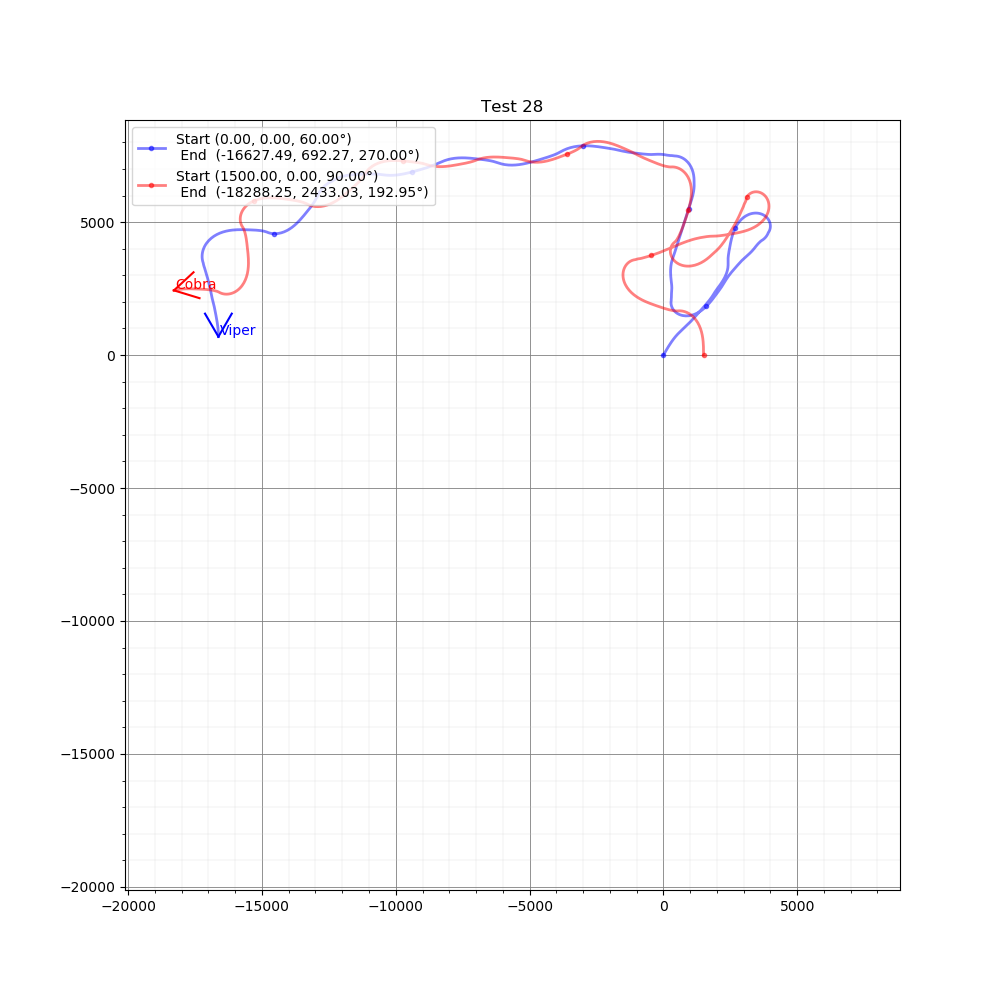 Test 28
Start (0.00, 0.00, 60.00°)
End  (-16627.49, 692.27, 270.00°)
Start (1500.00, 0.00, 90.00°)
End  (-18288.25, 2433.03, 192.95°)
5000
Cobra
Viper
0
−5000
−10000
−15000
−20000
−20000 −15000 −10000 −5000 0 5000